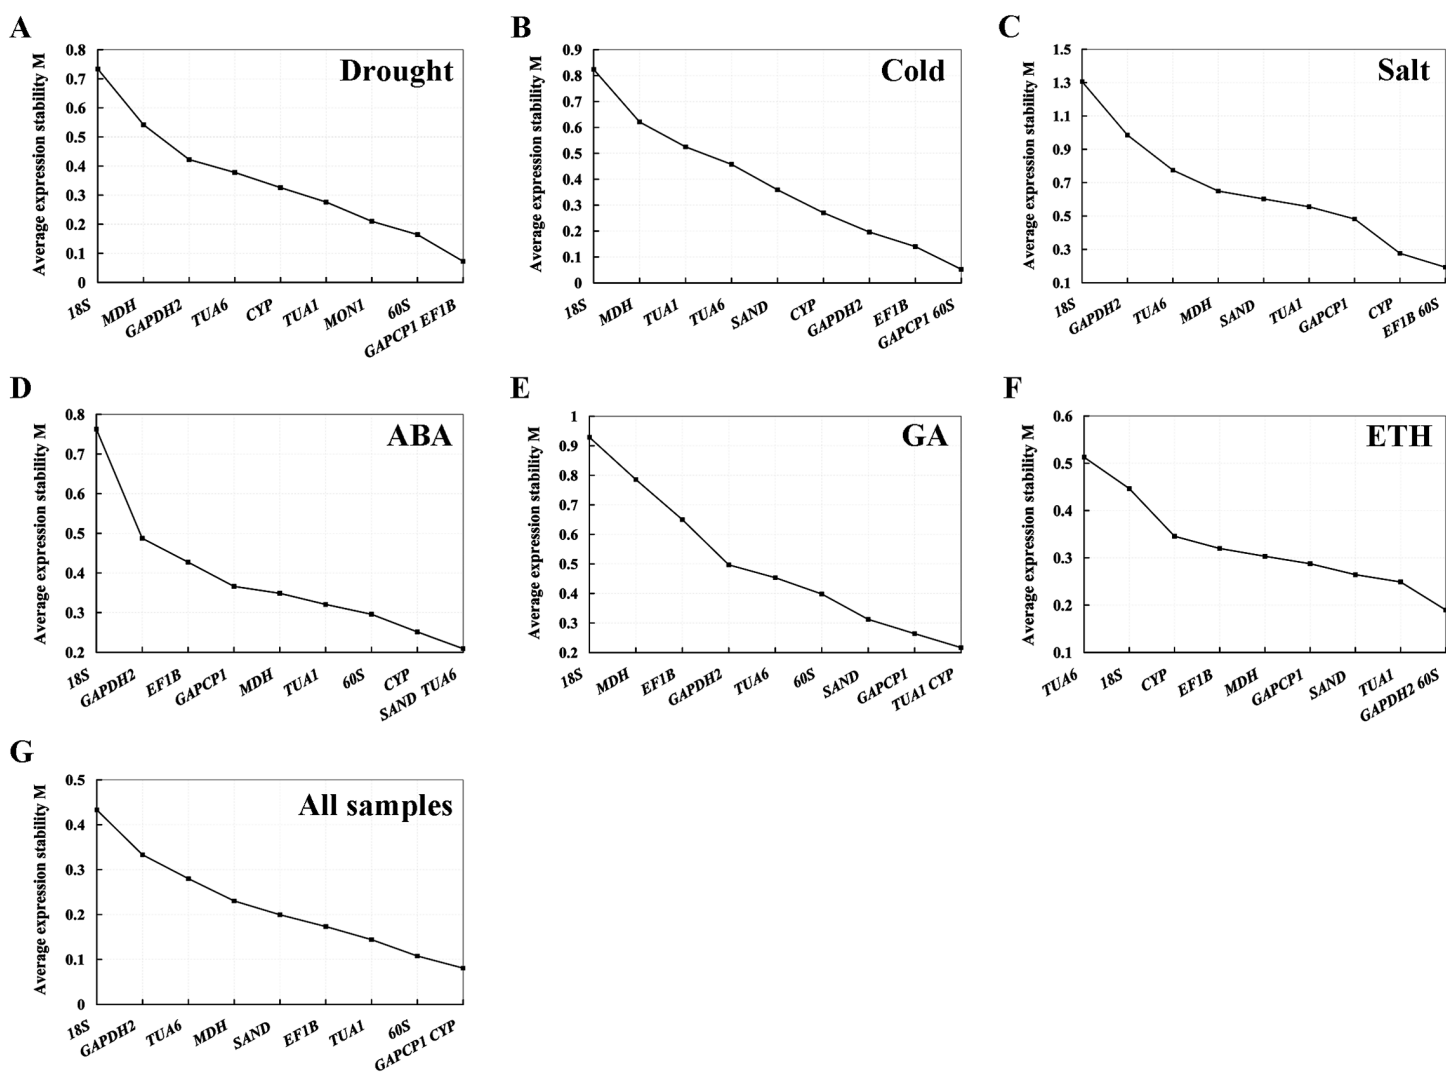 A
Drought
Average expression stability M
0.8
0.7
0.6
0.5
0.4
0.3
0.2
0.1
0
18S
MDH
GAPDH2
TUA6
CYP
TUA1
MON1
60S
GAPCP1 EF1B
B
Cold
Average expression stability M
0.9
0.8
0.7
0.6
0.5
0.4
0.3
0.2
0.1
0
18S
MDH
TUA1
TUA6
SAND
CYP
GAPDH2
EF1B
GAPCP1 60S
C
Salt
Average expression stability M
1.5
1.3
1.1
0.9
0.7
0.5
0.3
0.1
18S
GAPDH2
TUA6
MDH
SAND
TUA1
GAPCP1
CYP
EF1B 60S
D
ABA
Average expression stability M
0.8
0.7
0.6
0.5
0.4
0.3
0.2
18S
GAPDH2
EF1B
GAPCP1
MDH
TUA1
60S
CYP
SAND TUA6
E
GA
Average expression stability M
1
0.9
0.8
0.7
0.6
0.5
0.4
0.3
0.2
18S
MDH
EF1B
GAPDH2
TUA6
60S
SAND
GAPCP1
TUA1 CYP
F
ETH
Average expression stability M
0.6
0.5
0.4
0.3
0.2
0.1
TUA6
18S
CYP
EF1B
MDH
GAPCP1
SAND
TUA1
GAPDH2 60S
G
All samples
Average expression stability M
0.5
0.4
0.3
0.2
0.1
0
18S
GAPDH2
TUA6
MDH
SAND
EF1B
TUA1
60S
GAPCP1 CYP